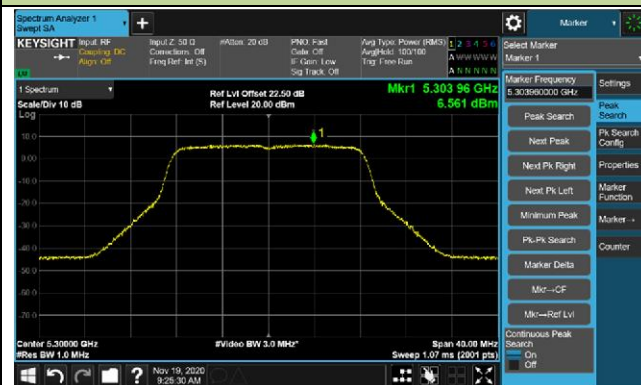 Spectrum Analyzer 1
Swept SA
Marker
KEYSIGHT
Input: RF
Coupling: DC
Align: Off
Input Z: 50 Ω
Corrections: Off
Freq Ref: Int (S)
#Atten: 20 dB
PNO: Fast
Gate: Off
IF Gain: Low
Sig Track: Off
Avg Type: Power (RMS)
Avg|Hold: 100/100
Trig: Free Run
1 2 3 4 5 6
A W W W W W
A N N N N N
Select Marker
Marker 1
1 Spectrum
Scale/Div 10 dB
Log
Ref Lvl Offset 22.50 dB
Ref Level 20.00 dBm
Mkr1 5.303 96 GHz
6.561 dBm
1
10.0
0.00
-10.0
-20.0
-30.0
-40.0
-50.0
-60.0
-70.0
Center 5.30000 GHz
#Res BW 1.0 MHz
#Video BW 3.0 MHz*
Span 40.00 MHz
Sweep 1.07 ms (2001 pts)
Marker Frequency
5.303960000 GHz
Peak Search
Next Peak
Next Pk Right
Next Pk Left
Minimum Peak
Pk-Pk Search
Marker Delta
Mkr→CF
Mkr→Ref Lvl
Continuous Peak
Search
On
Off
Settings
Peak
Search
Pk Search
Config
Properties
Marker
Function
Marker→
Counter
Nov 19, 2020
9:25:30 AM